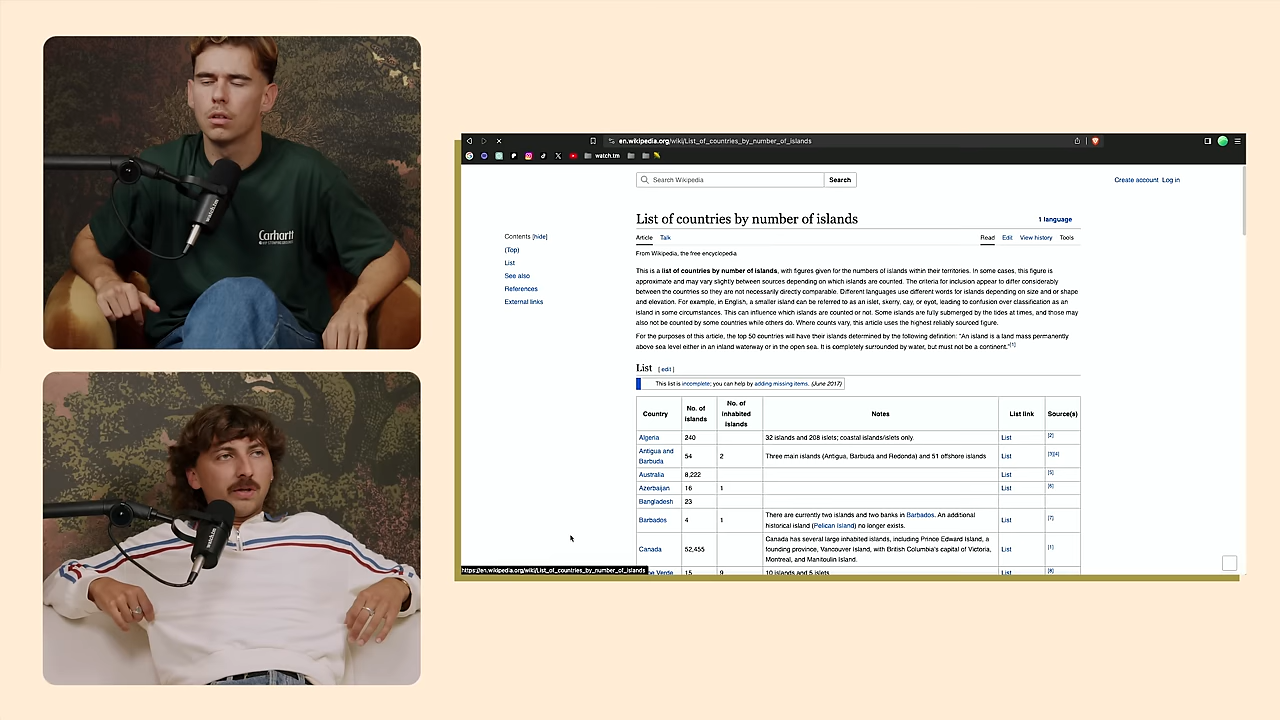 Carhartt
watch.tm
watch.tm
en.wikipedia.org/wiki/List_of_countries_by_number_of_islands
watch.tm
Search Wikipedia
Search
Create account Log in
List of countries by number of islands
1 language
Contents [hide]
(Top)
List
See also
References
External links
Article Talk
Read Edit View history Tools
From Wikipedia, the free encyclopedia
This is a list of countries by number of islands, with figures given for the numbers of islands within their territories. In some cases, this figure is
approximate and may vary slightly between sources depending on which islands are counted. The criteria for inclusion appear to differ considerably
between the countries so they are not necessarily directly comparable. Different languages use different words for islands depending on size and or shape
and elevation. For example, in English, a smaller island can be referred to as an islet, skerry, cay, or eyot, leading to confusion over classification as an
island in some circumstances. This can influence which islands are counted or not. Some islands are fully submerged by the tides at times, and those may
also not be counted by some countries while others do. Where counts vary, this article uses the highest reliably sourced figure.
For the purposes of this article, the top 50 countries will have their islands determined by the following definition: "An island is a land mass permanently
above sea level either in an inland waterway or in the open sea. It is completely surrounded by water, but must not be a continent."[1]
List [ edit ]
This list is incomplete; you can help by adding missing items. (June 2017)
Country No. of islands No. of inhabited islands Notes List link Source(s)
Algeria 240 32 islands and 208 islets; coastal islands/islets only List [2]
Antigua and Barbuda 54 2 Three main islands (Antigua, Barbuda and Redonda) and 51 offshore islands List [3][4]
Australia 8,222 List [5]
Azerbaijan 16 1 List [6]
Bangladesh 23
Barbados 4 1 There are currently two islands and two banks in Barbados. An additional
historical island (Pelican Island) no longer exists. List [7]
Canada 52,455 Canada has several large inhabited islands, including Prince Edward Island, a
founding province, Vancouver Island, with British Columbia's capital of Victoria,
Montreal, and Manitoulin Island. List [1]
Verde 15 9 10 islands and 5 islets List [8]
https://en.wikipedia.org/wiki/List_of_countries_by_number_of_islands